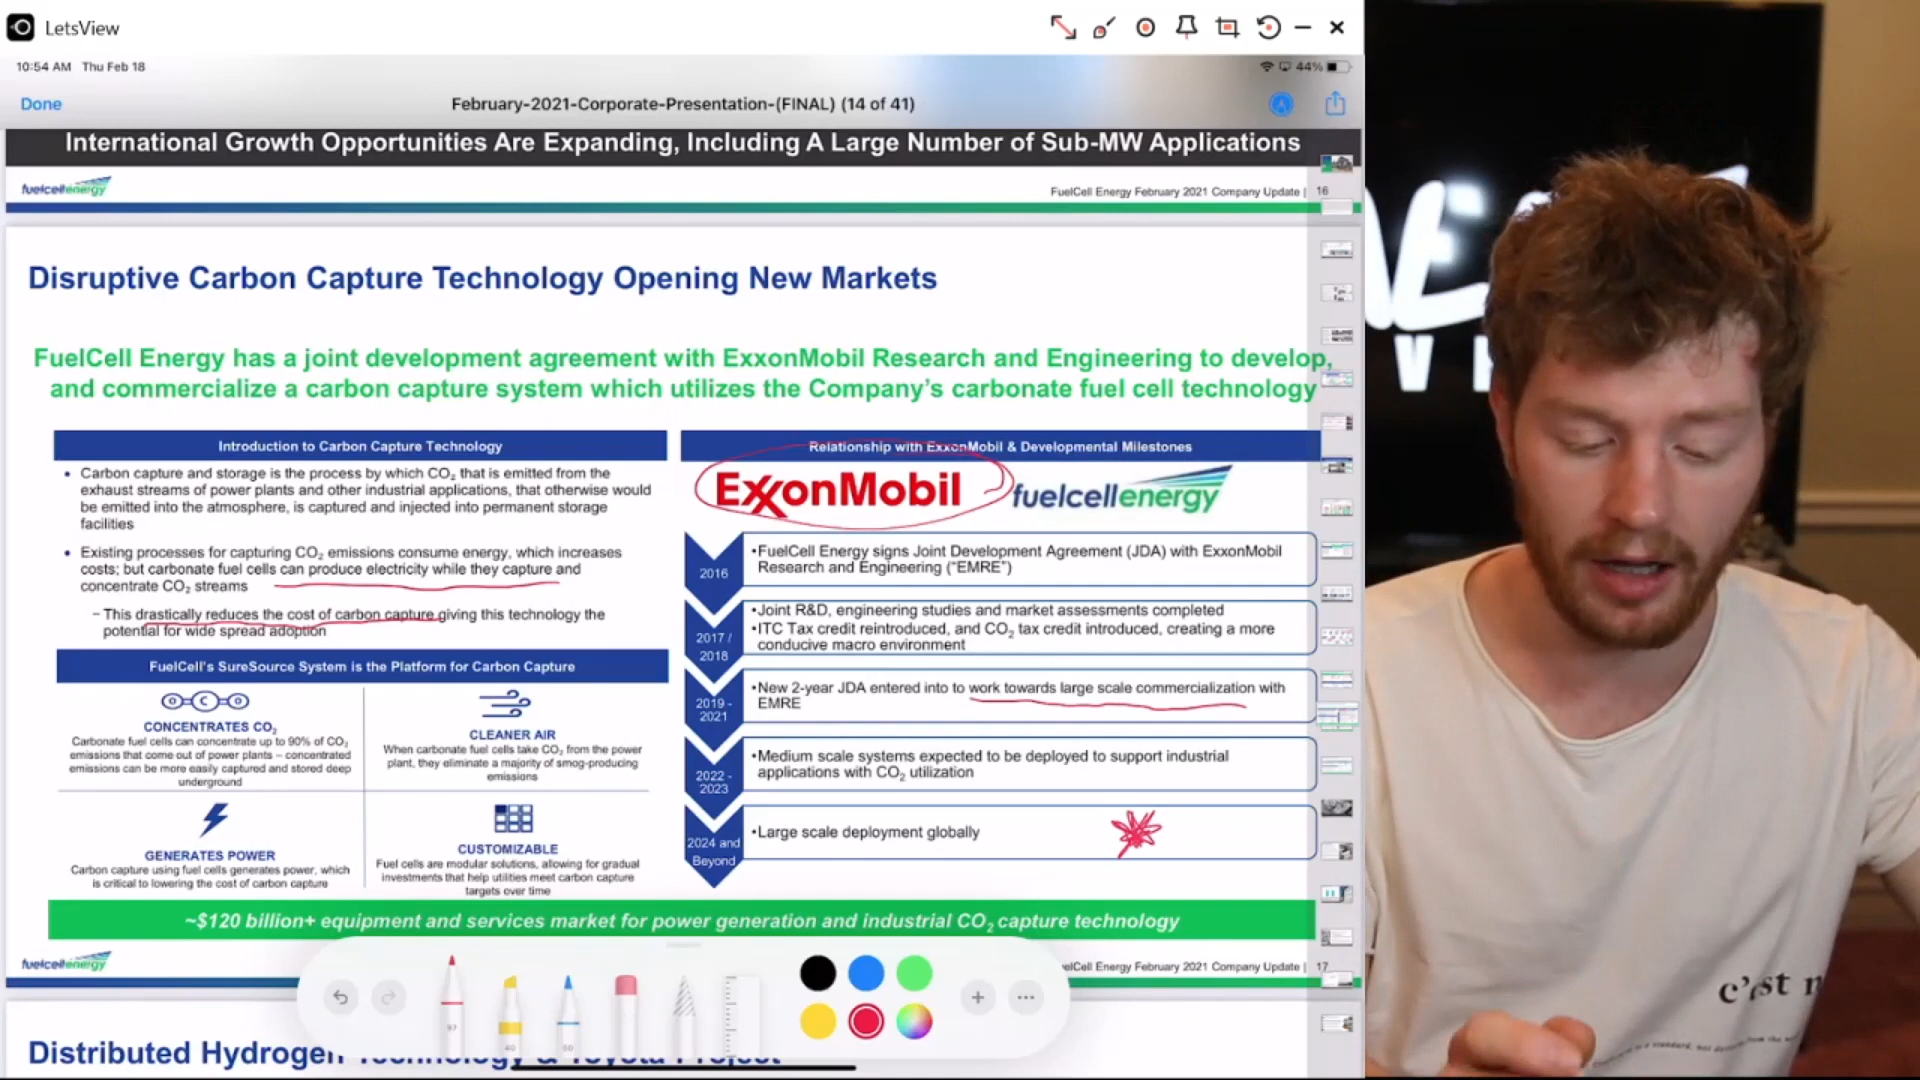 LetsView
10:54 AM Thu Feb 18
44%
Done
February-2021-Corporate-Presentation-(FINAL) (14 of 41)
International Growth Opportunities Are Expanding, Including A Large Number of Sub-MW Applications
fuelcellenergy
FuelCell Energy February 2021 Company Update | 16
Disruptive Carbon Capture Technology Opening New Markets
FuelCell Energy has a joint development agreement with ExxonMobil Research and Engineering to develop,
and commercialize a carbon capture system which utilizes the Company's carbonate fuel cell technology
Introduction to Carbon Capture Technology
• Carbon capture and storage is the process by which CO₂ that is emitted from the
exhaust streams of power plants and other industrial applications, that otherwise would
be emitted into the atmosphere, is captured and injected into permanent storage
facilities
• Existing processes for capturing CO₂ emissions consume energy, which increases
costs; but carbonate fuel cells can produce electricity while they capture and
concentrate CO₂ streams
– This drastically reduces the cost of carbon capture giving this technology the
potential for wide spread adoption
FuelCell's SureSource System is the Platform for Carbon Capture
C
CONCENTRATES CO₂
Carbonate fuel cells can concentrate up to 90% of CO₂
emissions that come out of power plants – concentrated
emissions can be more easily captured and stored deep
underground
CLEANER AIR
When carbonate fuel cells take CO₂ from the power
plant, they eliminate a majority of smog-producing
emissions
GENERATES POWER
Carbon capture using fuel cells generates power, which
is critical to lowering the cost of carbon capture
CUSTOMIZABLE
Fuel cells are modular solutions, allowing for gradual
investments that help utilities meet carbon capture
targets over time
Relationship with ExxonMobil & Developmental Milestones
ExxonMobil fuelcellenergy
2016
•FuelCell Energy signs Joint Development Agreement (JDA) with ExxonMobil
Research and Engineering ("EMRE")
2017 /
2018
•Joint R&D, engineering studies and market assessments completed
•ITC Tax credit reintroduced, and CO₂ tax credit introduced, creating a more
conducive macro environment
2019 -
2021
•New 2-year JDA entered into to work towards large scale commercialization with
EMRE
2022 -
2023
•Medium scale systems expected to be deployed to support industrial
applications with CO₂ utilization
2024 and
Beyond
•Large scale deployment globally
~$120 billion+ equipment and services market for power generation and industrial CO₂ capture technology
fuelcellenergy
elCell Energy February 2021 Company Update | 17
97
Distributed Hydrogen Technology & Toyota Project
c'est